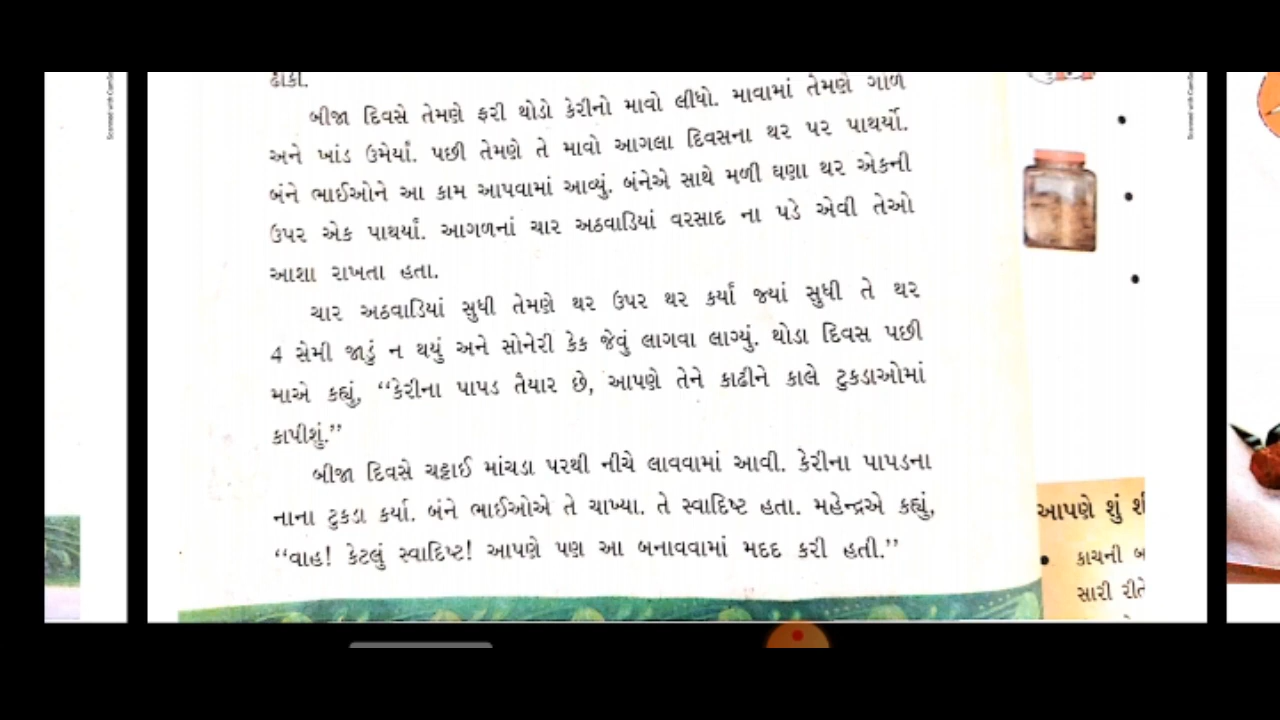 ઢાંકી.
બીજા દિવસે તેમણે ફરી થોડો કેરીનો માવો લીધો. માવામાં તેમણે ગોળ
અને ખાંડ ઉમેર્યાં. પછી તેમણે તે માવો આગલા દિવસના થર પર પાથર્યો.
બંને ભાઈઓને આ કામ આપવામાં આવ્યું. બંનેએ સાથે મળી ઘણા થર એકની
ઉપર એક પાથર્યાં. આગળનાં ચાર અઠવાડિયાં વરસાદ ના પડે એવી તેઓ
આશા રાખતા હતા.
ચાર અઠવાડિયાં સુધી તેમણે થર ઉપર થર કર્યાં જ્યાં સુધી તે થર
4 સેમી જાડું ન થયું અને સોનેરી કેક જેવું લાગવા લાગ્યું. થોડા દિવસ પછી
માએ કહ્યું, “કેરીના પાપડ તૈયાર છે, આપણે તેને કાઢીને કાલે ટુકડાઓમાં
કાપીશું.”
બીજા દિવસે ચટ્ટાઈ માંચડા પરથી નીચે લાવવામાં આવી. કેરીના પાપડના
નાના ટુકડા કર્યા. બંને ભાઈઓએ તે ચાખ્યા. તે સ્વાદિષ્ટ હતા. મહેન્દ્રએ કહ્યું,
“વાહ! કેટલું સ્વાદિષ્ટ! આપણે પણ આ બનાવવામાં મદદ કરી હતી.”
આપણે શું
• કાચની
સારી રીતે